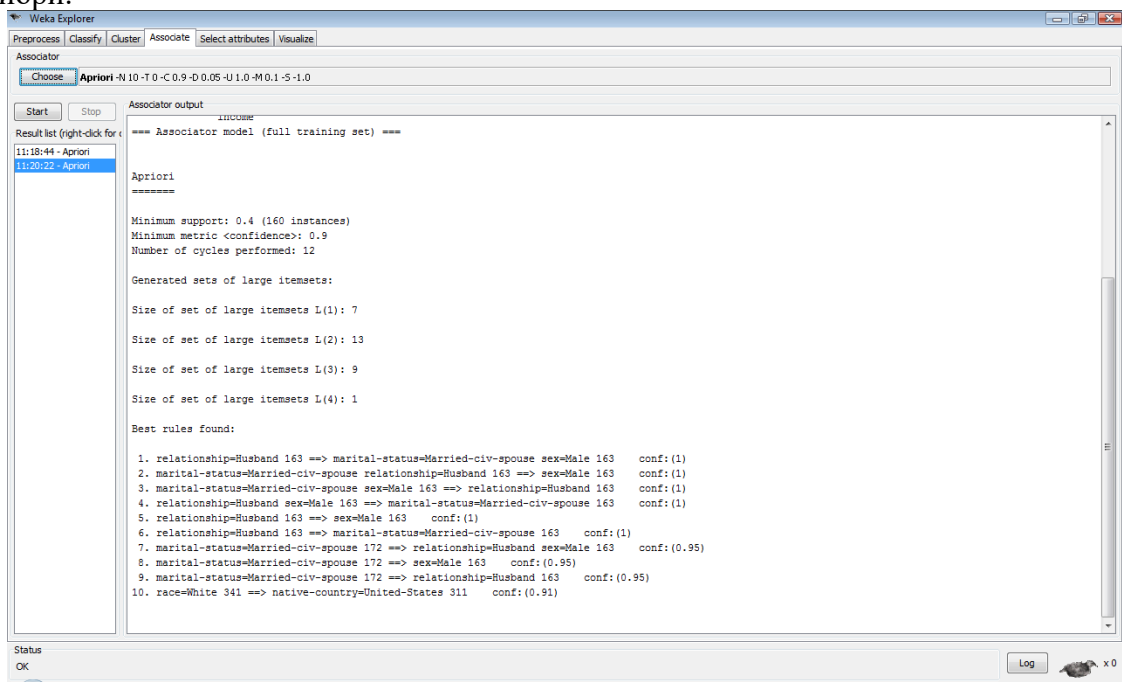 Weka Explorer
Preprocess Classify Cluster Associate Select attributes Visualize
Associator
Choose Apriori -N 10 -T 0 -C 0.9 -D 0.05 -U 1.0 -M 0.1 -S -1.0
Start Stop
Associator output
Result list (right-click for
11:18:44 - Apriori
11:20:22 - Apriori
income
=== Associator model (full training set) ===
Apriori
=======
Minimum support: 0.4 (160 instances)
Minimum metric <confidence>: 0.9
Number of cycles performed: 12
Generated sets of large itemsets:
Size of set of large itemsets L(1): 7
Size of set of large itemsets L(2): 13
Size of set of large itemsets L(3): 9
Size of set of large itemsets L(4): 1
Best rules found:
1. relationship=Husband 163 ==> marital-status=Married-civ-spouse sex=Male 163 conf:(1)
2. marital-status=Married-civ-spouse relationship=Husband 163 ==> sex=Male 163 conf:(1)
3. marital-status=Married-civ-spouse sex=Male 163 ==> relationship=Husband 163 conf:(1)
4. relationship=Husband sex=Male 163 ==> marital-status=Married-civ-spouse 163 conf:(1)
5. relationship=Husband 163 ==> sex=Male 163 conf:(1)
6. relationship=Husband 163 ==> marital-status=Married-civ-spouse 163 conf:(1)
7. marital-status=Married-civ-spouse 172 ==> relationship=Husband sex=Male 163 conf:(0.95)
8. marital-status=Married-civ-spouse 172 ==> sex=Male 163 conf:(0.95)
9. marital-status=Married-civ-spouse 172 ==> relationship=Husband 163 conf:(0.95)
10. race=White 341 ==> native-country=United-States 311 conf:(0.91)
Status
OK
Log x 0